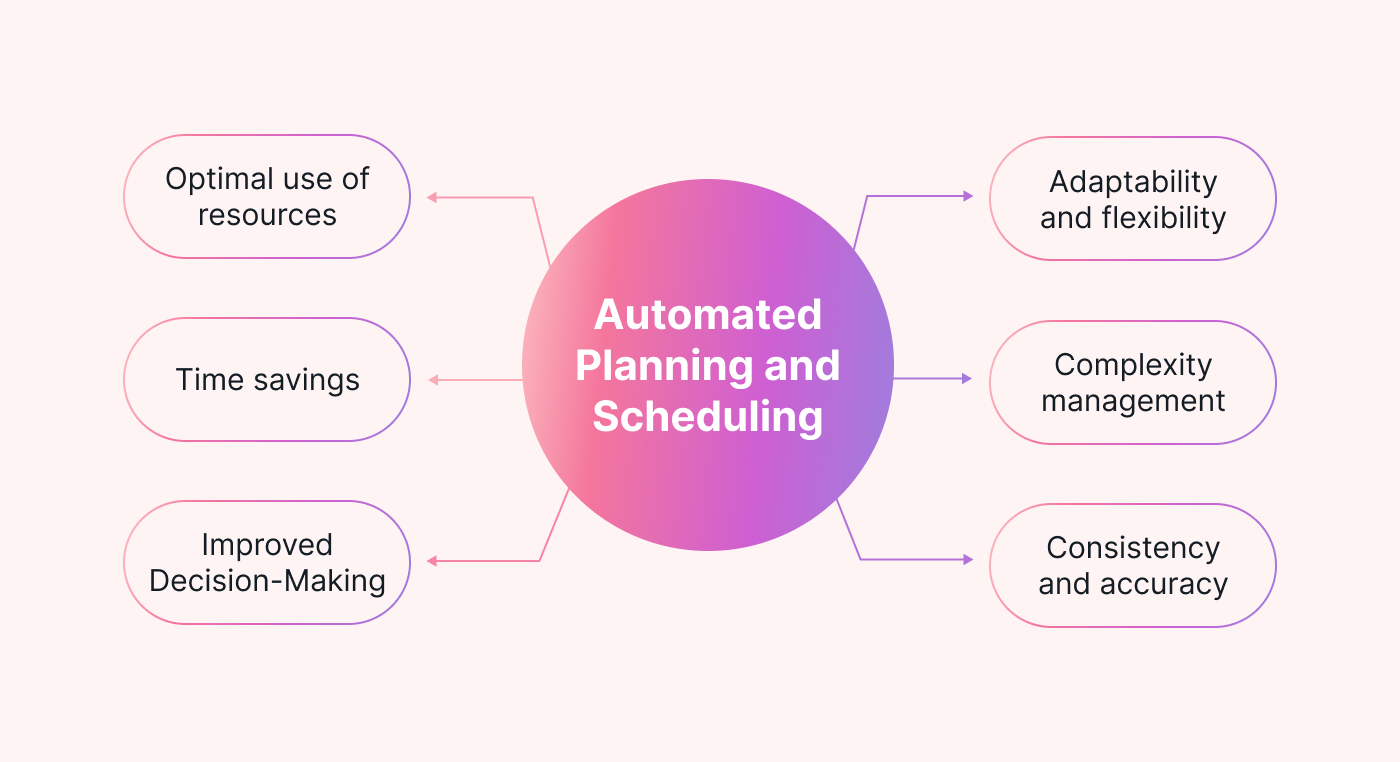 Optimal use of
resources
Time savings
Improved
Decision-Making
Automated
Planning and
Scheduling
Adaptability
and flexibility
Complexity
management
Consistency
and accuracy